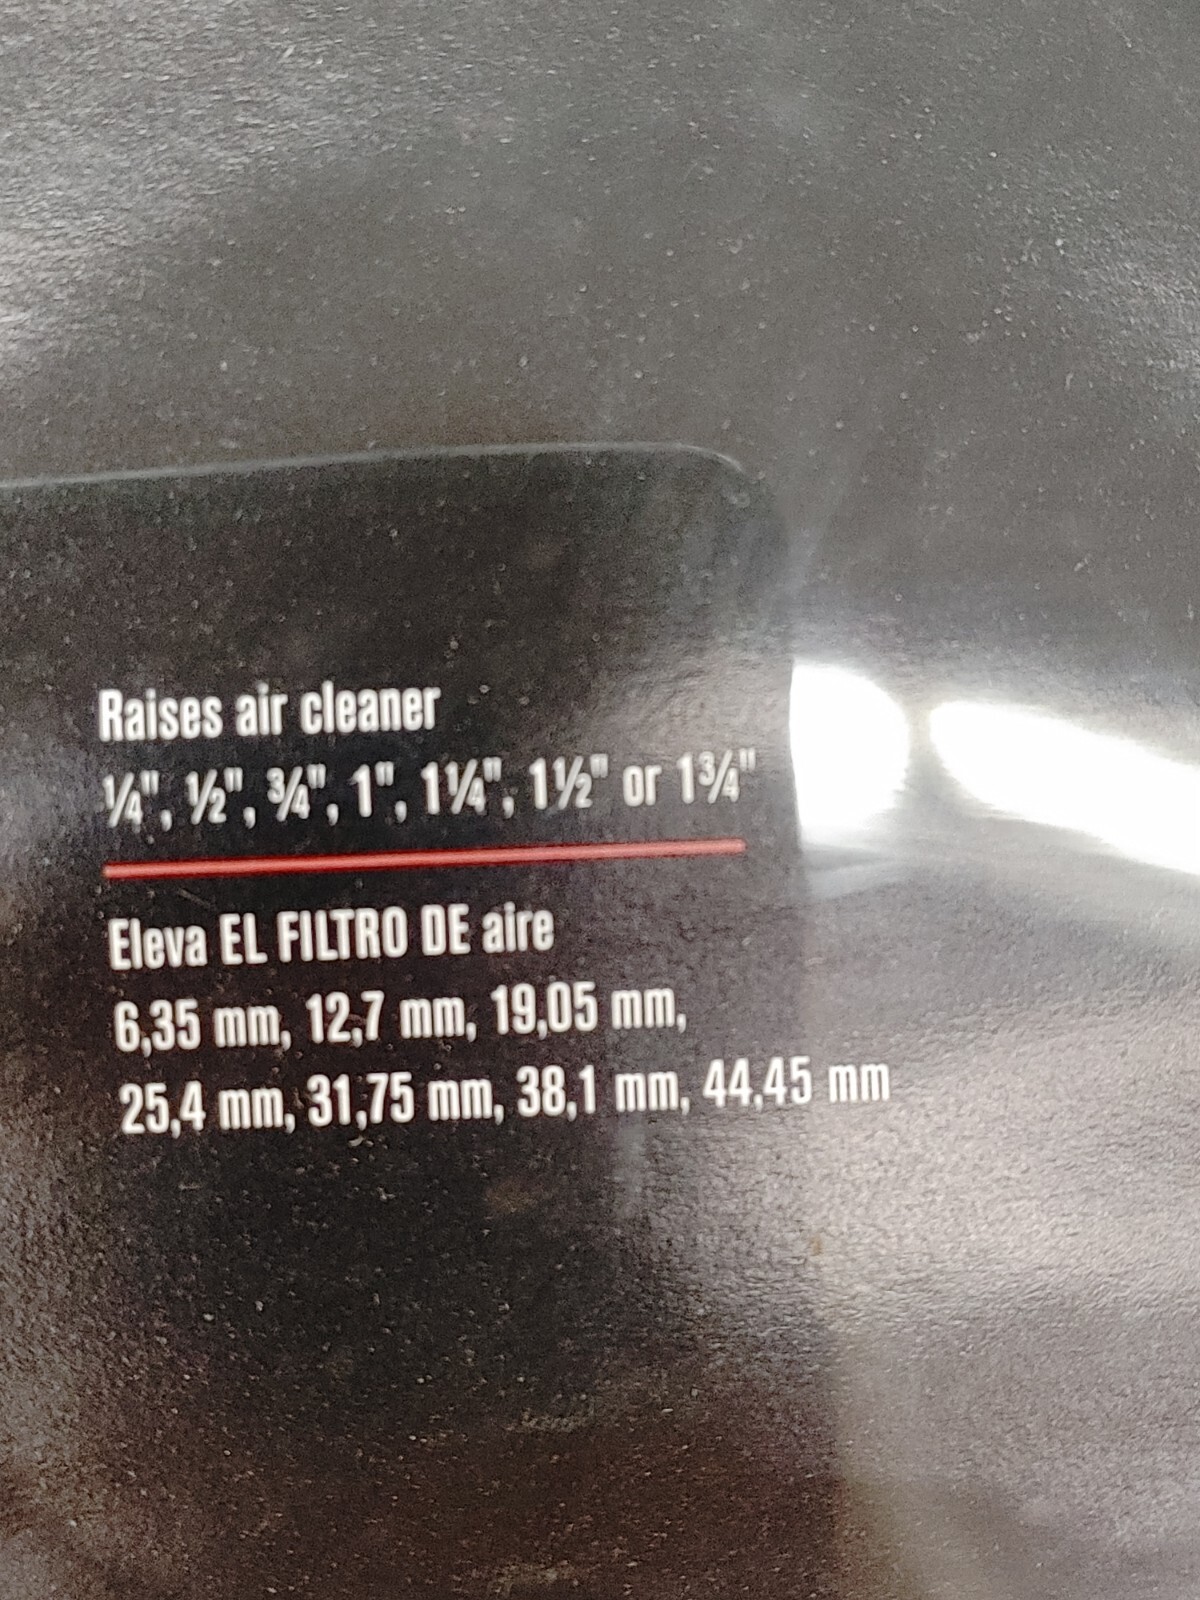 Raises air cleaner
¼", ½", ¾", 1", 1¼", 1½" or 1¾"
Eleva EL FILTRO DE aire
6,35 mm, 12,7 mm, 19,05 mm,
25,4 mm, 31,75 mm, 38,1 mm, 44,45 mm